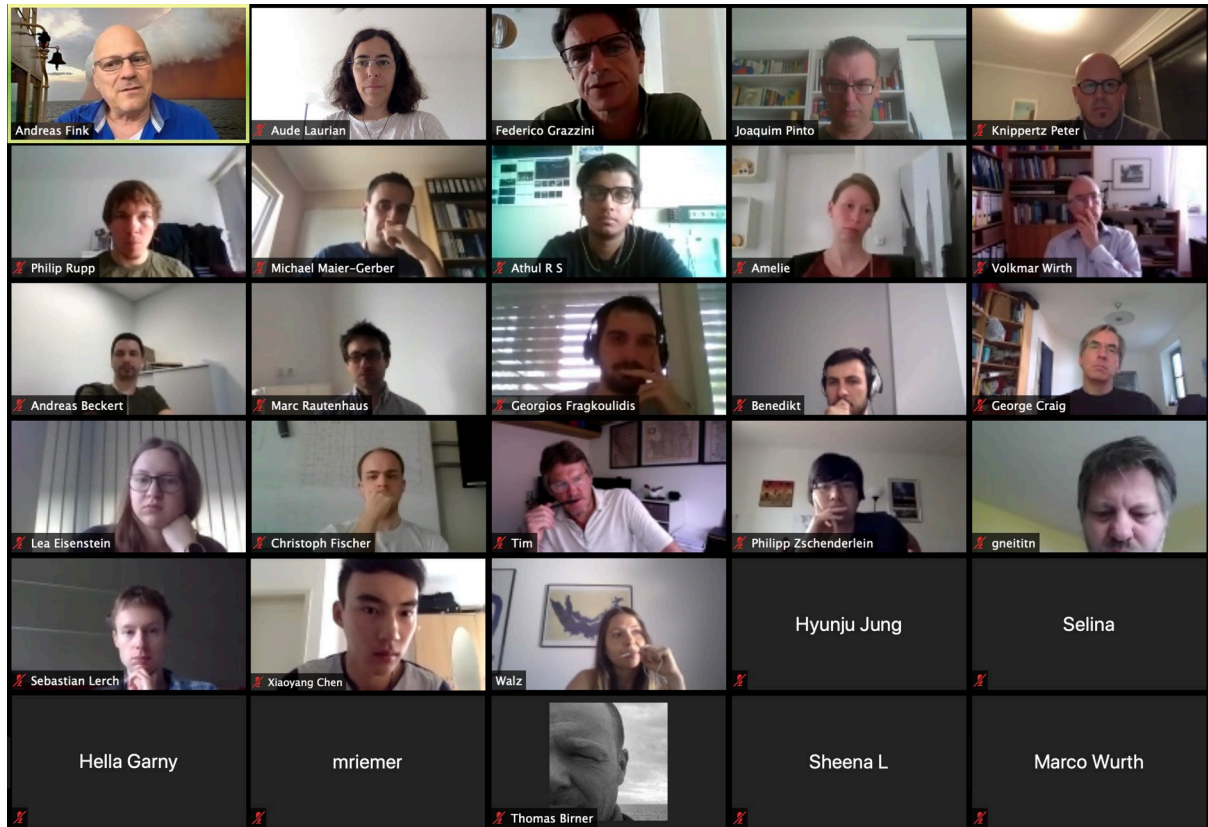 Andreas Fink
Aude Laurian
Federico Grazzini
Joaquim Pinto
Knippertz Peter
Philip Rupp
Michael Maier-Gerber
Athul R S
Amelie
Volkmar Wirth
Andreas Beckert
Marc Rautenhaus
Georgios Fragkoulidis
Benedikt
George Craig
Lea Eisenstein
Christoph Fischer
Tim
Philipp Zschenderlein
gneititn
Sebastian Lerch
Xiaoyang Chen
Walz
Hyunju Jung
Selina
Hella Garny
mriemer
Thomas Birner
Sheena L
Marco Wurth